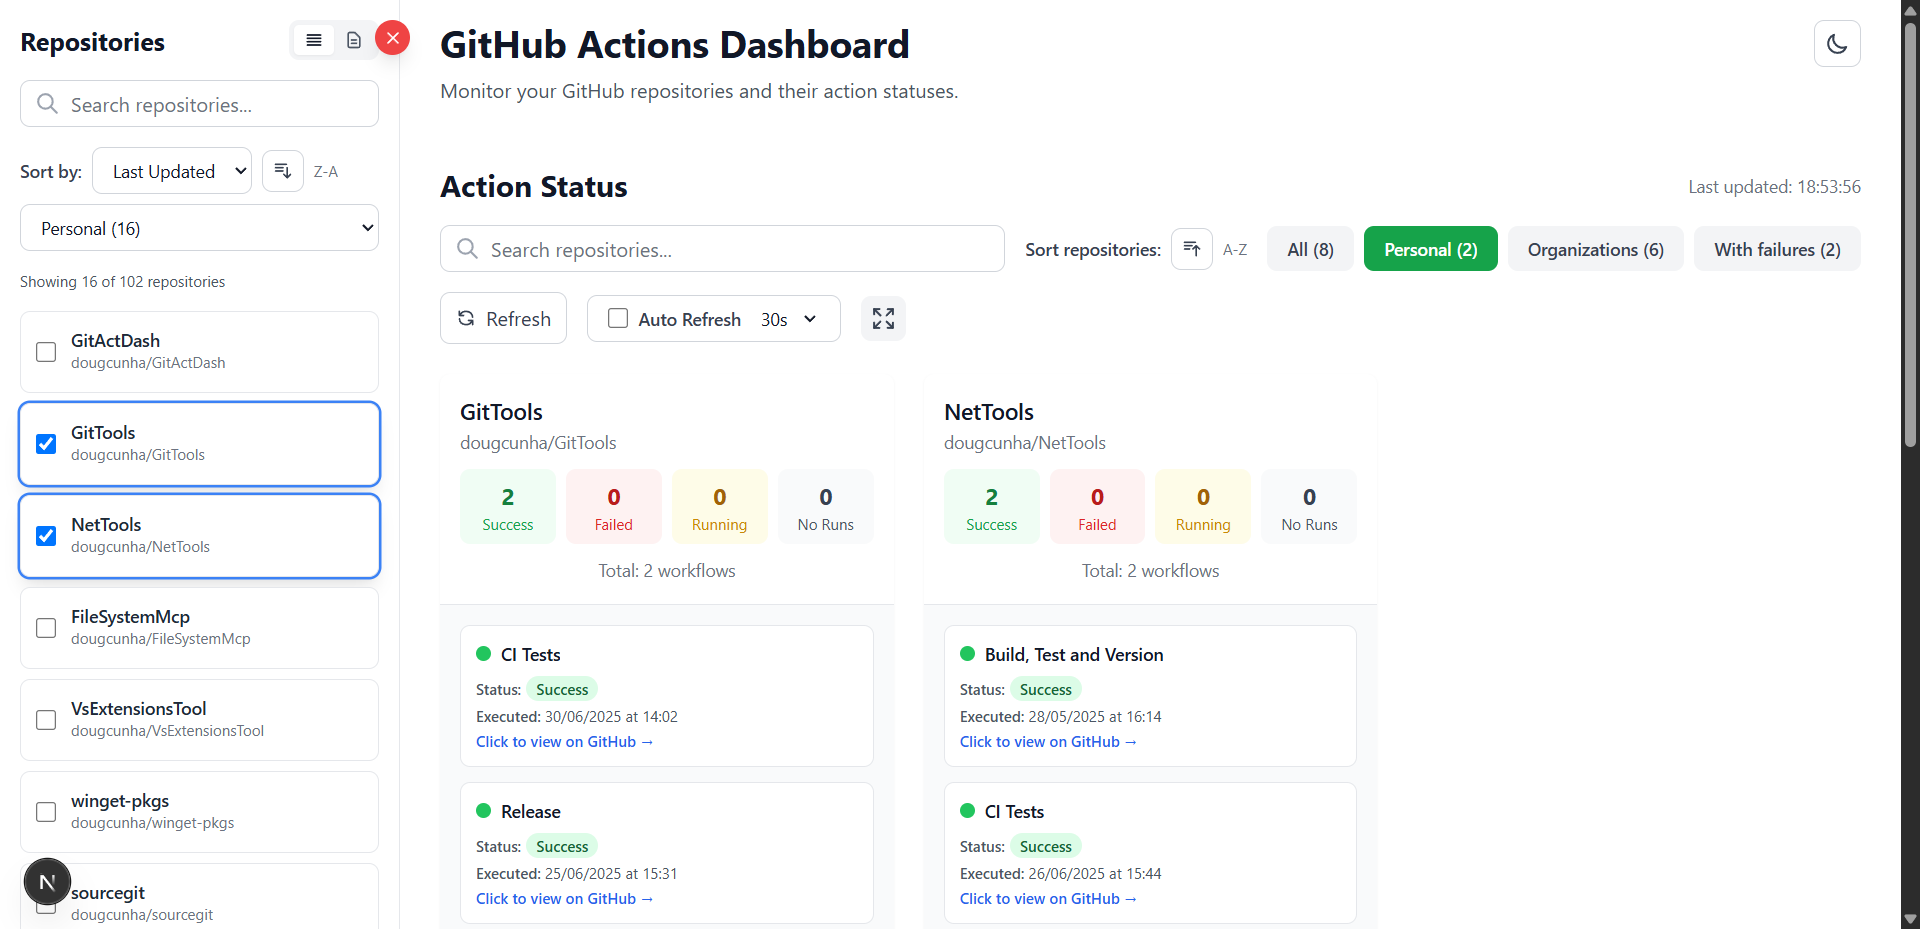 Repositories
Search repositories...
Sort by:
Last Updated
Z-A
Personal (16)
Showing 16 of 102 repositories
GitActDash
dougcunha/GitActDash
GitTools
dougcunha/GitTools
NetTools
dougcunha/NetTools
FileSystemMcp
dougcunha/FileSystemMcp
VsExtensionsTool
dougcunha/VsExtensionsTool
winget-pkgs
dougcunha/winget-pkgs
N
sourcegit
dougcunha/sourcegit
GitHub Actions Dashboard
Monitor your GitHub repositories and their action statuses.
Action Status
Last updated: 18:53:56
Search repositories...
Sort repositories:
A-Z
All (8)
Personal (2)
Organizations (6)
With failures (2)
Refresh
Auto Refresh
30s
GitTools
dougcunha/GitTools
2 Success
0 Failed
0 Running
0 No Runs
Total: 2 workflows
CI Tests
Status: Success
Executed: 30/06/2025 at 14:02
Click to view on GitHub →
Release
Status: Success
Executed: 25/06/2025 at 15:31
Click to view on GitHub →
NetTools
dougcunha/NetTools
2 Success
0 Failed
0 Running
0 No Runs
Total: 2 workflows
Build, Test and Version
Status: Success
Executed: 28/05/2025 at 16:14
Click to view on GitHub →
CI Tests
Status: Success
Executed: 26/06/2025 at 15:44
Click to view on GitHub →